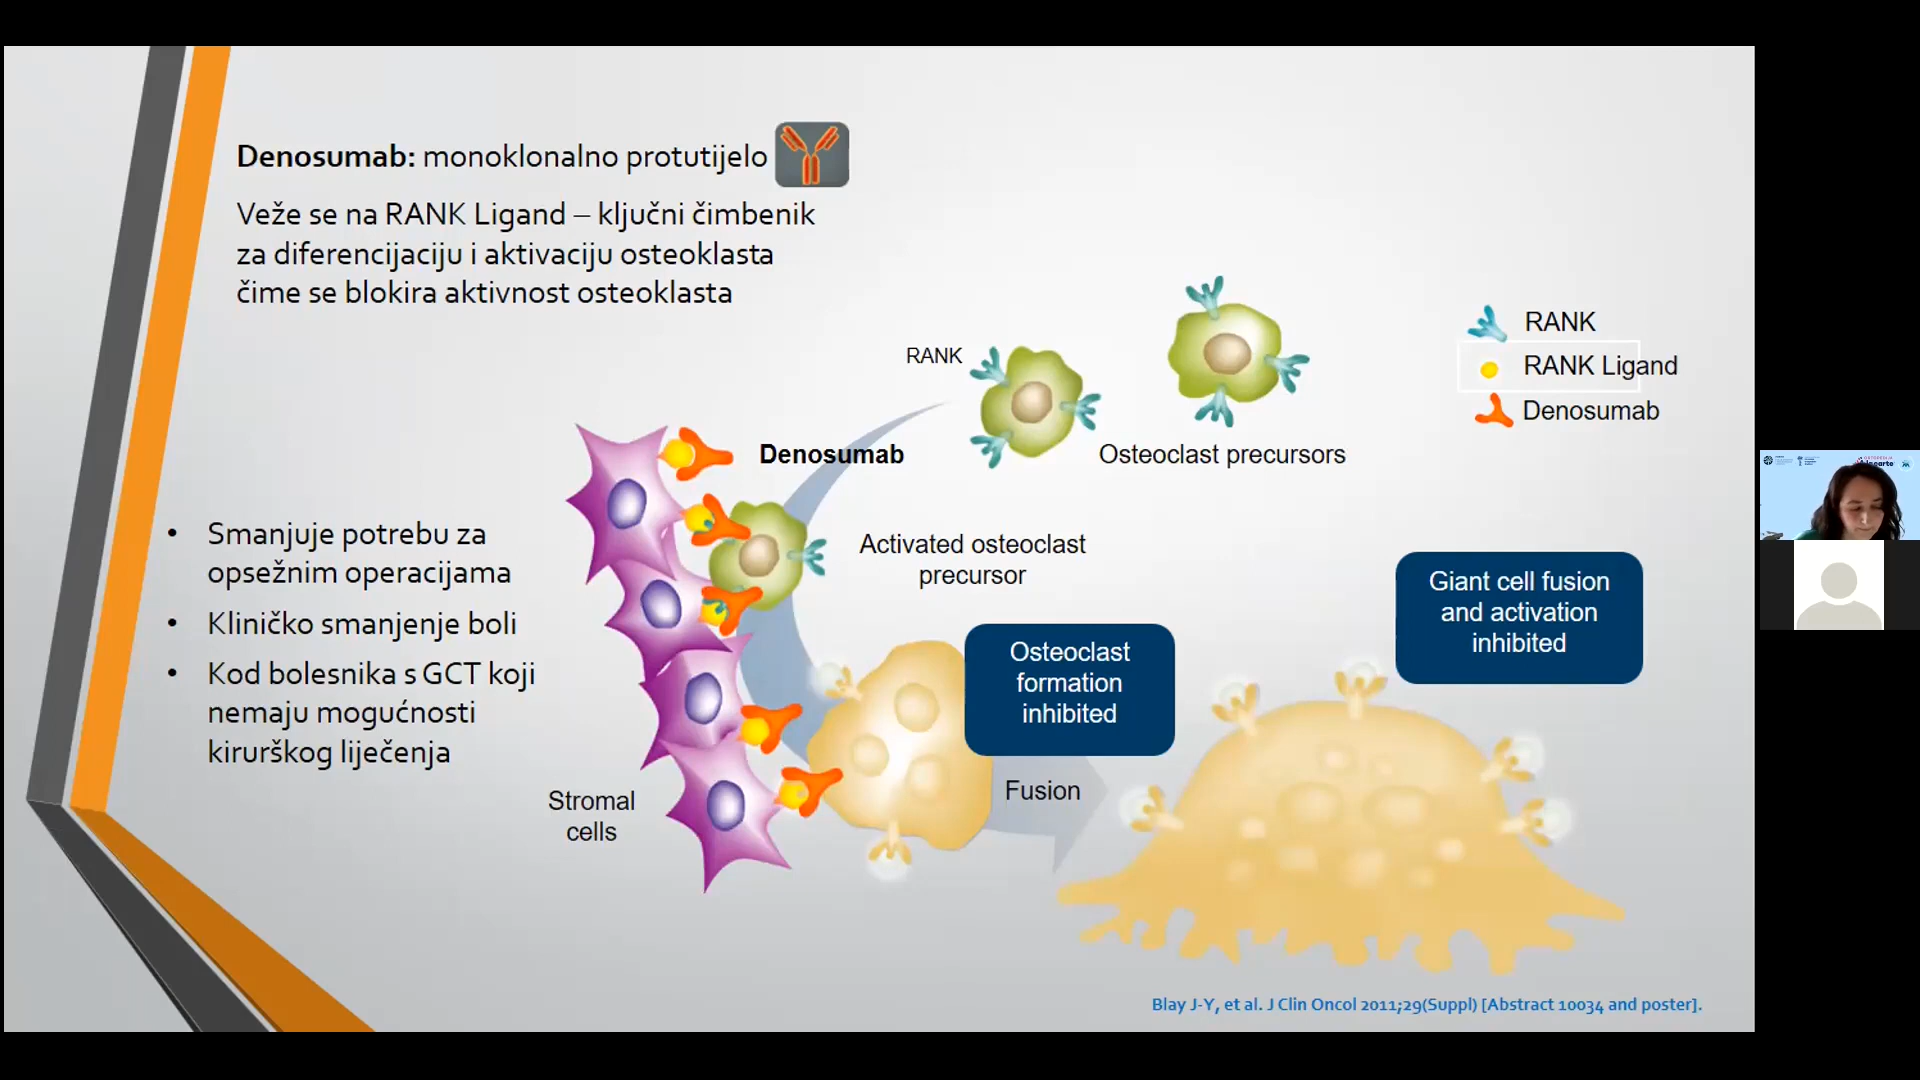 Denosumab: monoklonalno protutijelo
Veže se na RANK Ligand – ključni čimbenik
za diferencijaciju i aktivaciju osteoklasta
čime se blokira aktivnost osteoklasta
RANK
RANK
RANK Ligand
Denosumab
Denosumab
Osteoclast precursors
• Smanjuje potrebu za
opsežnim operacijama
• Kliničko smanjenje boli
• Kod bolesnika s GCT koji
nemaju mogućnosti
kirurškog liječenja
Activated osteoclast
precursor
Giant cell fusion
and activation
inhibited
Osteoclast
formation
inhibited
Fusion
Stromal
cells
Blay J-Y, et al. J Clin Oncol 2011;29(Suppl) [Abstract 10034 and poster].
ORTOPEDIJA